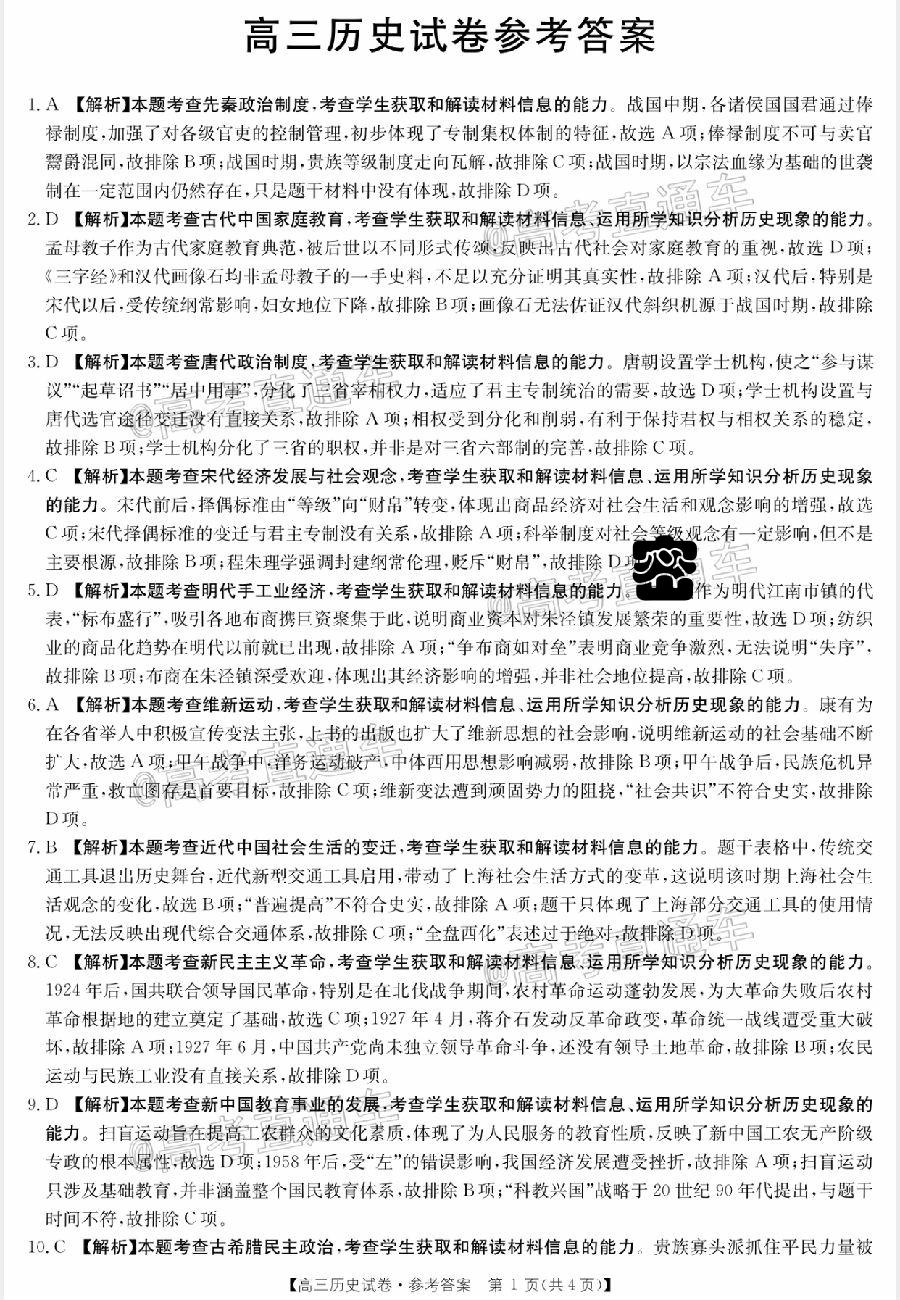 高三历史试卷参考答案
1. A 【解析】本题考查先秦政治制度,考查学生获取和解读材料信息的能力。战国中期,各诸侯国国君通过俸
禄制度,加强了对各级官吏的控制管理,初步体现了专制集权体制的特征,故选 A 项;俸禄制度不可与卖官
鬻爵混同,故排除 B 项;战国时期,贵族等级制度走向瓦解,故排除 C 项;战国时期,以宗法血缘为基础的世袭
制在一定范围内仍然存在,只是题干材料中没有体现,故排除 D 项。
2. D 【解析】本题考查古代中国家庭教育,考查学生获取和解读材料信息、运用所学知识分析历史现象的能力。
孟母教子作为古代家庭教育典范,被后世以不同形式传颂,反映出古代社会对家庭教育的重视,故选 D 项;
《三字经》和汉代画像石均非孟母教子的一手史料,不足以充分证明其真实性,故排除 A 项;汉代后,特别是
宋代以后,受传统纲常影响,妇女地位下降,故排除 B 项;画像石无法佐证汉代斜织机源于战国时期,故排除
C 项。
3. D 【解析】本题考查唐代政治制度,考查学生获取和解读材料信息的能力。唐朝设置学士机构,使之“参与谋
议”“起草诏书”“居中用事”,分化了三省宰相权力,适应了君主专制统治的需要,故选 D 项;学士机构设置与
唐代选官途径变迁没有直接关系,故排除 A 项;相权受到分化和削弱,有利于保持君权与相权关系的稳定,
故排除 B 项;学士机构分化了三省的职权,并非是对三省六部制的完善,故排除 C 项。
4. C 【解析】本题考查宋代经济发展与社会观念,考查学生获取和解读材料信息、运用所学知识分析历史现象
的能力。宋代前后,择偶标准由“等级”向“财帛”转变,体现出商品经济对社会生活和观念影响的增强,故选
C 项;宋代择偶标准的变迁与君主专制没有关系,故排除 A 项;科举制度对社会等级观念有一定影响,但不是
主要根源,故排除 B 项;程朱理学强调封建纲常伦理,贬斥“财帛”,故排除 D
5. D 【解析】本题考查明代手工业经济,考查学生获取和解读材料信息的能力。作为明代江南市镇的代
表,“标布盛行”,吸引各地布商携巨资聚集于此,说明商业资本对朱泾镇发展繁荣的重要性,故选 D 项;纺织
业的商品化趋势在明代以前就已出现,故排除 A 项;“争布商如对垒”表明商业竞争激烈,无法说明“失序”,
故排除 B 项;布商在朱泾镇深受欢迎,体现出其经济影响的增强,并非社会地位提高,故排除 C 项。
6. A 【解析】本题考查维新运动,考查学生获取和解读材料信息、运用所学知识分析历史现象的能力。康有为
在各省举人中积极宣传变法主张,上书的出版也扩大了维新思想的社会影响,说明维新运动的社会基础不断
扩大,故选 A 项;甲午战争中,洋务运动破产,中体西用思想影响减弱,故排除 B 项;甲午战争后,民族危机异
常严重,救亡图存是首要目标,故排除 C 项;维新变法遭到顽固势力的阻挠,“社会共识”不符合史实,故排除
D 项。
7. B 【解析】本题考查近代中国社会生活的变迁,考查学生获取和解读材料信息的能力。题干表格中,传统交
通工具退出历史舞台,近代新型交通工具启用,带动了上海社会生活方式的变革,这说明该时期上海社会生
活观念的变化,故选 B 项;“普遍提高”不符合史实,故排除 A 项;题干只体现了上海部分交通工具的使用情
况,无法反映出现代综合交通体系,故排除 C 项;“全盘西化”表述过于绝对,故排除 D 项。
8. C 【解析】本题考查新民主主义革命,考查学生获取和解读材料信息、运用所学知识分析历史现象的能力。
1924 年后,国共联合领导国民革命,特别是在北伐战争期间,农村革命运动蓬勃发展,为大革命失败后农村
革命根据地的建立奠定了基础,故选 C 项;1927 年 4 月,蒋介石发动反革命政变,革命统一战线遭受重大破
坏,故排除 A 项;1927 年 6 月,中国共产党尚未独立领导革命斗争,还没有领导土地革命,故排除 B 项;农民
运动与民族工业没有直接关系,故排除 D 项。
9. D 【解析】本题考查新中国教育事业的发展,考查学生获取和解读材料信息、运用所学知识分析历史现象的
能力。扫盲运动旨在提高工农群众的文化素质,体现了为人民服务的教育性质,反映了新中国工农无产阶级
专政的根本属性,故选 D 项;1958 年后,受“左”的错误影响,我国经济发展遭受挫折,故排除 A 项;扫盲运动
只涉及基础教育,并非涵盖整个国民教育体系,故排除 B 项;“科教兴国”战略于 20 世纪 90 年代提出,与题干
时间不符,故排除 C 项。
10. C 【解析】本题考查古希腊民主政治,考查学生获取和解读材料信息的能力。贵族寡头派抓住平民力量被
【高三历史试卷·参考答案 第 1 页(共 4 页)】
@高考直通车
@高考直通车
@高考直通车
@高考直通车
@高考直通车
@高考直通车